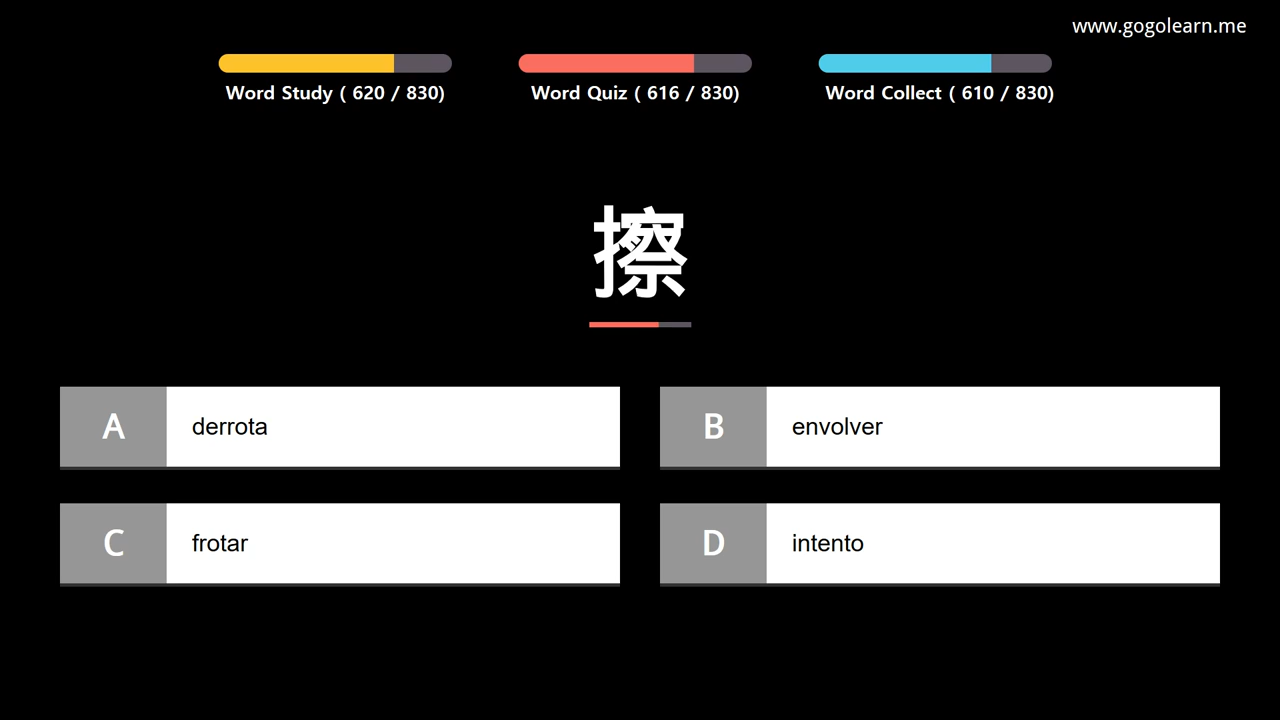 www.gogolearn.me
Word Study ( 620 / 830)
Word Quiz ( 616 / 830)
Word Collect ( 610 / 830)
擦
A derrota
B envolver
C frotar
D intento